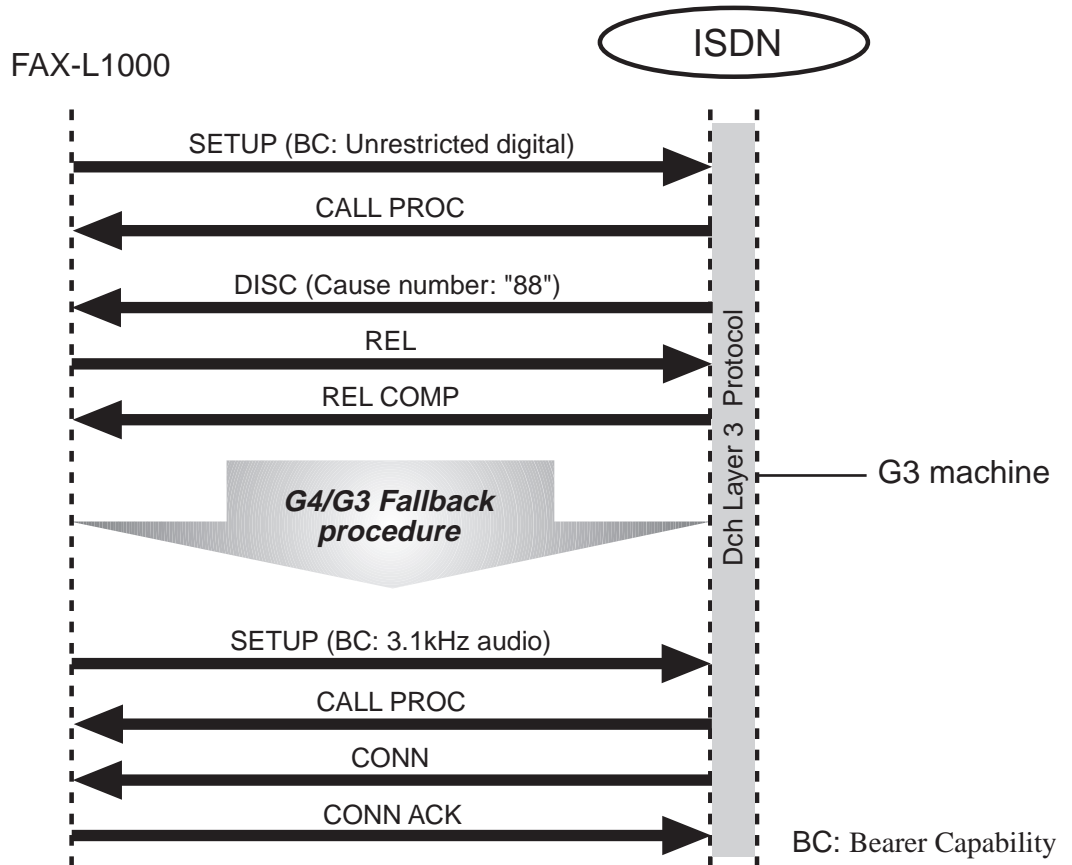 ISDN
FAX-L1000
SETUP (BC: Unrestricted digital)
CALL PROC
DISC (Cause number: "88")
REL
REL COMP
Dch Layer 3 Protocol
G3 machine
G4/G3 Fallback
procedure
SETUP (BC: 3.1kHz audio)
CALL PROC
CONN
CONN ACK
BC: Bearer Capability